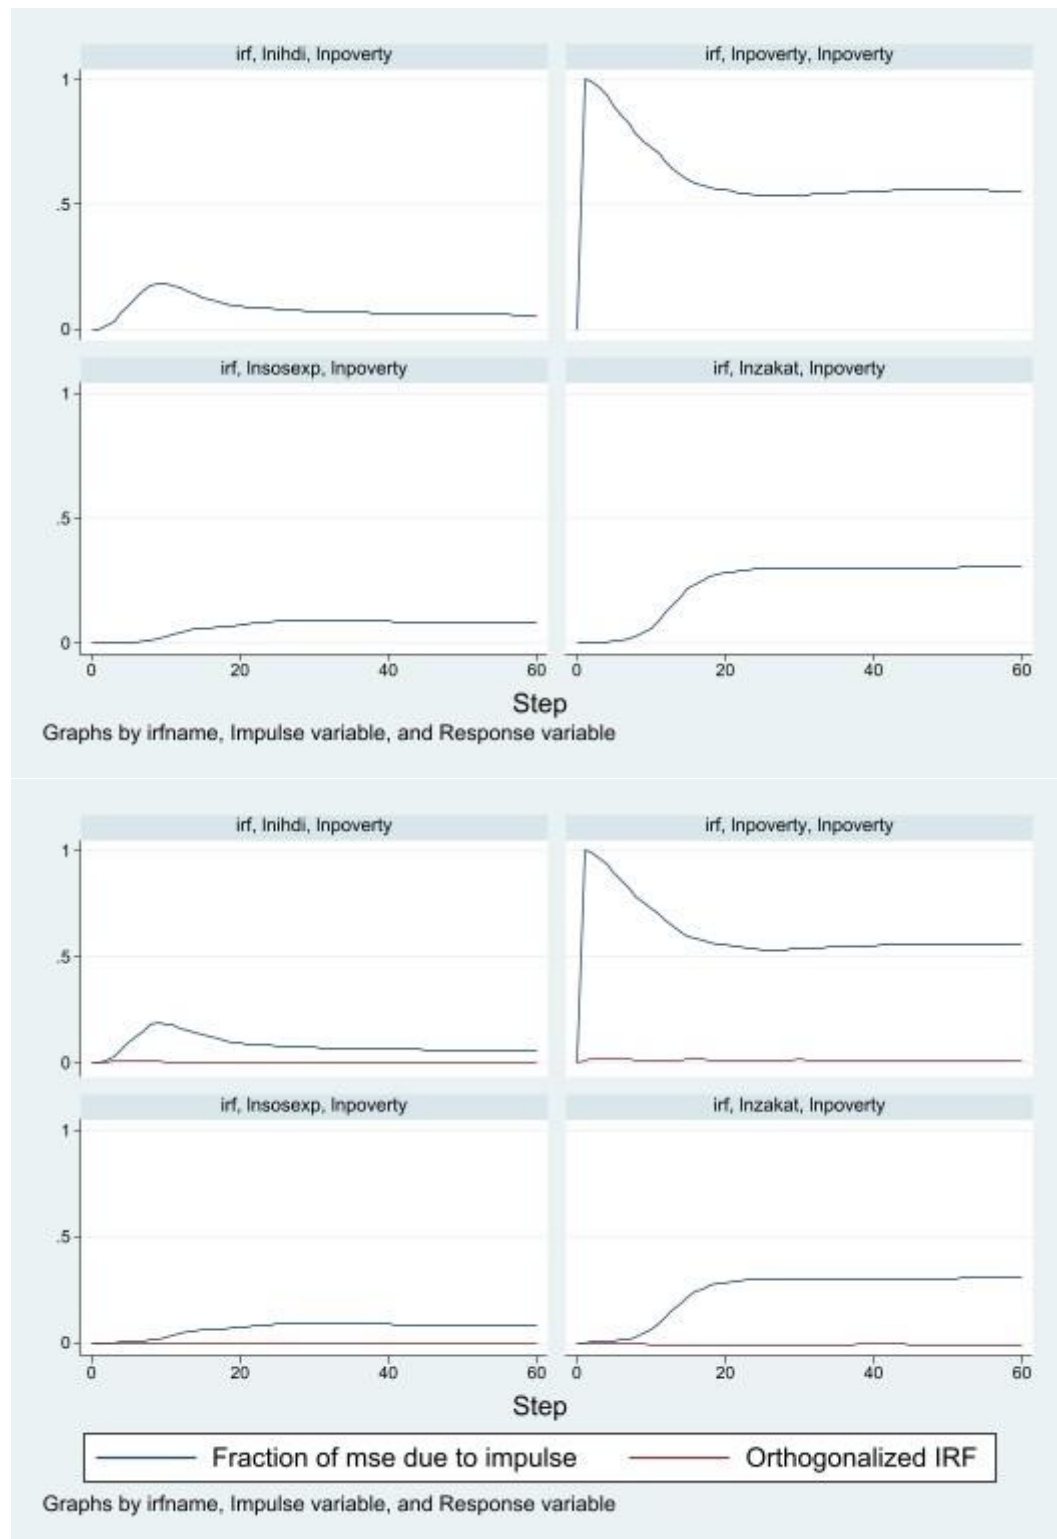 irf, lnihdi, lnpoverty
irf, lnpoverty, lnpoverty
1
.5
0
irf, lnsosexp, lnpoverty
irf, lnzakat, lnpoverty
1
.5
0
0 20 40 60 0 20 40 60
Step
Graphs by irfname, Impulse variable, and Response variable
irf, lnihdi, lnpoverty
irf, lnpoverty, lnpoverty
1
.5
0
irf, lnsosexp, lnpoverty
irf, lnzakat, lnpoverty
1
.5
0
0 20 40 60 0 20 40 60
Step
Fraction of mse due to impulse Orthogonalized IRF
Graphs by irfname, Impulse variable, and Response variable